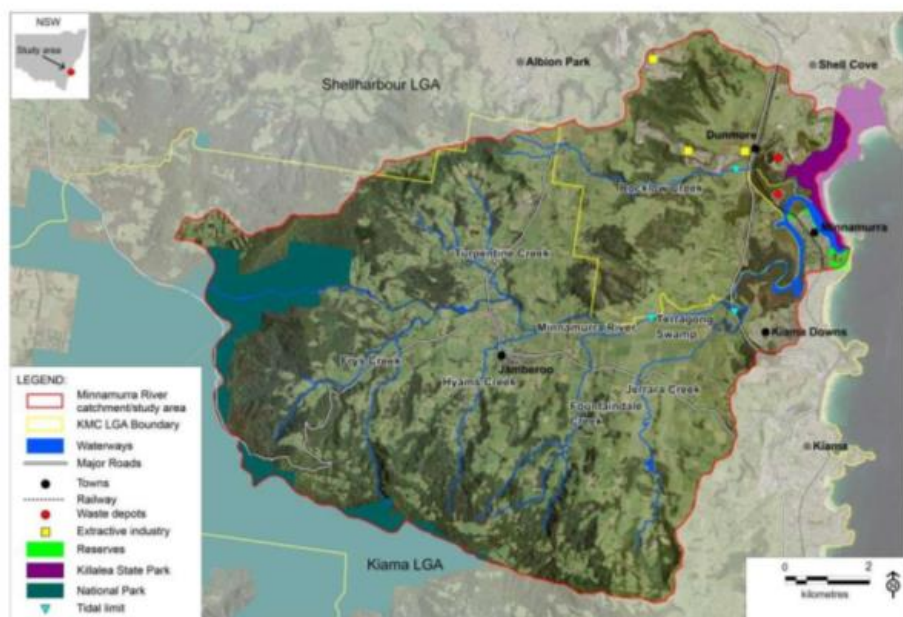 NSW
Study area
Albion Park
Shell Cove
Shellharbour LGA
Dunmore
Rocklow Creek
Minnamurra
Turpentine Creek
Minnamurra River
Terragong
Swamp
Kiama Downs
Frys Creek
Jamberoo
Hyams Creek
Jerrara Creek
Fountaindale
Creek
Kiama
Kiama LGA
LEGEND:
Minnamurra River
catchment/study area
KMC LGA Boundary
Waterways
Major Roads
Towns
Railway
Waste depots
Extractive industry
Reserves
Killalea State Park
National Park
Tidal limit
0 2
kilometres
N